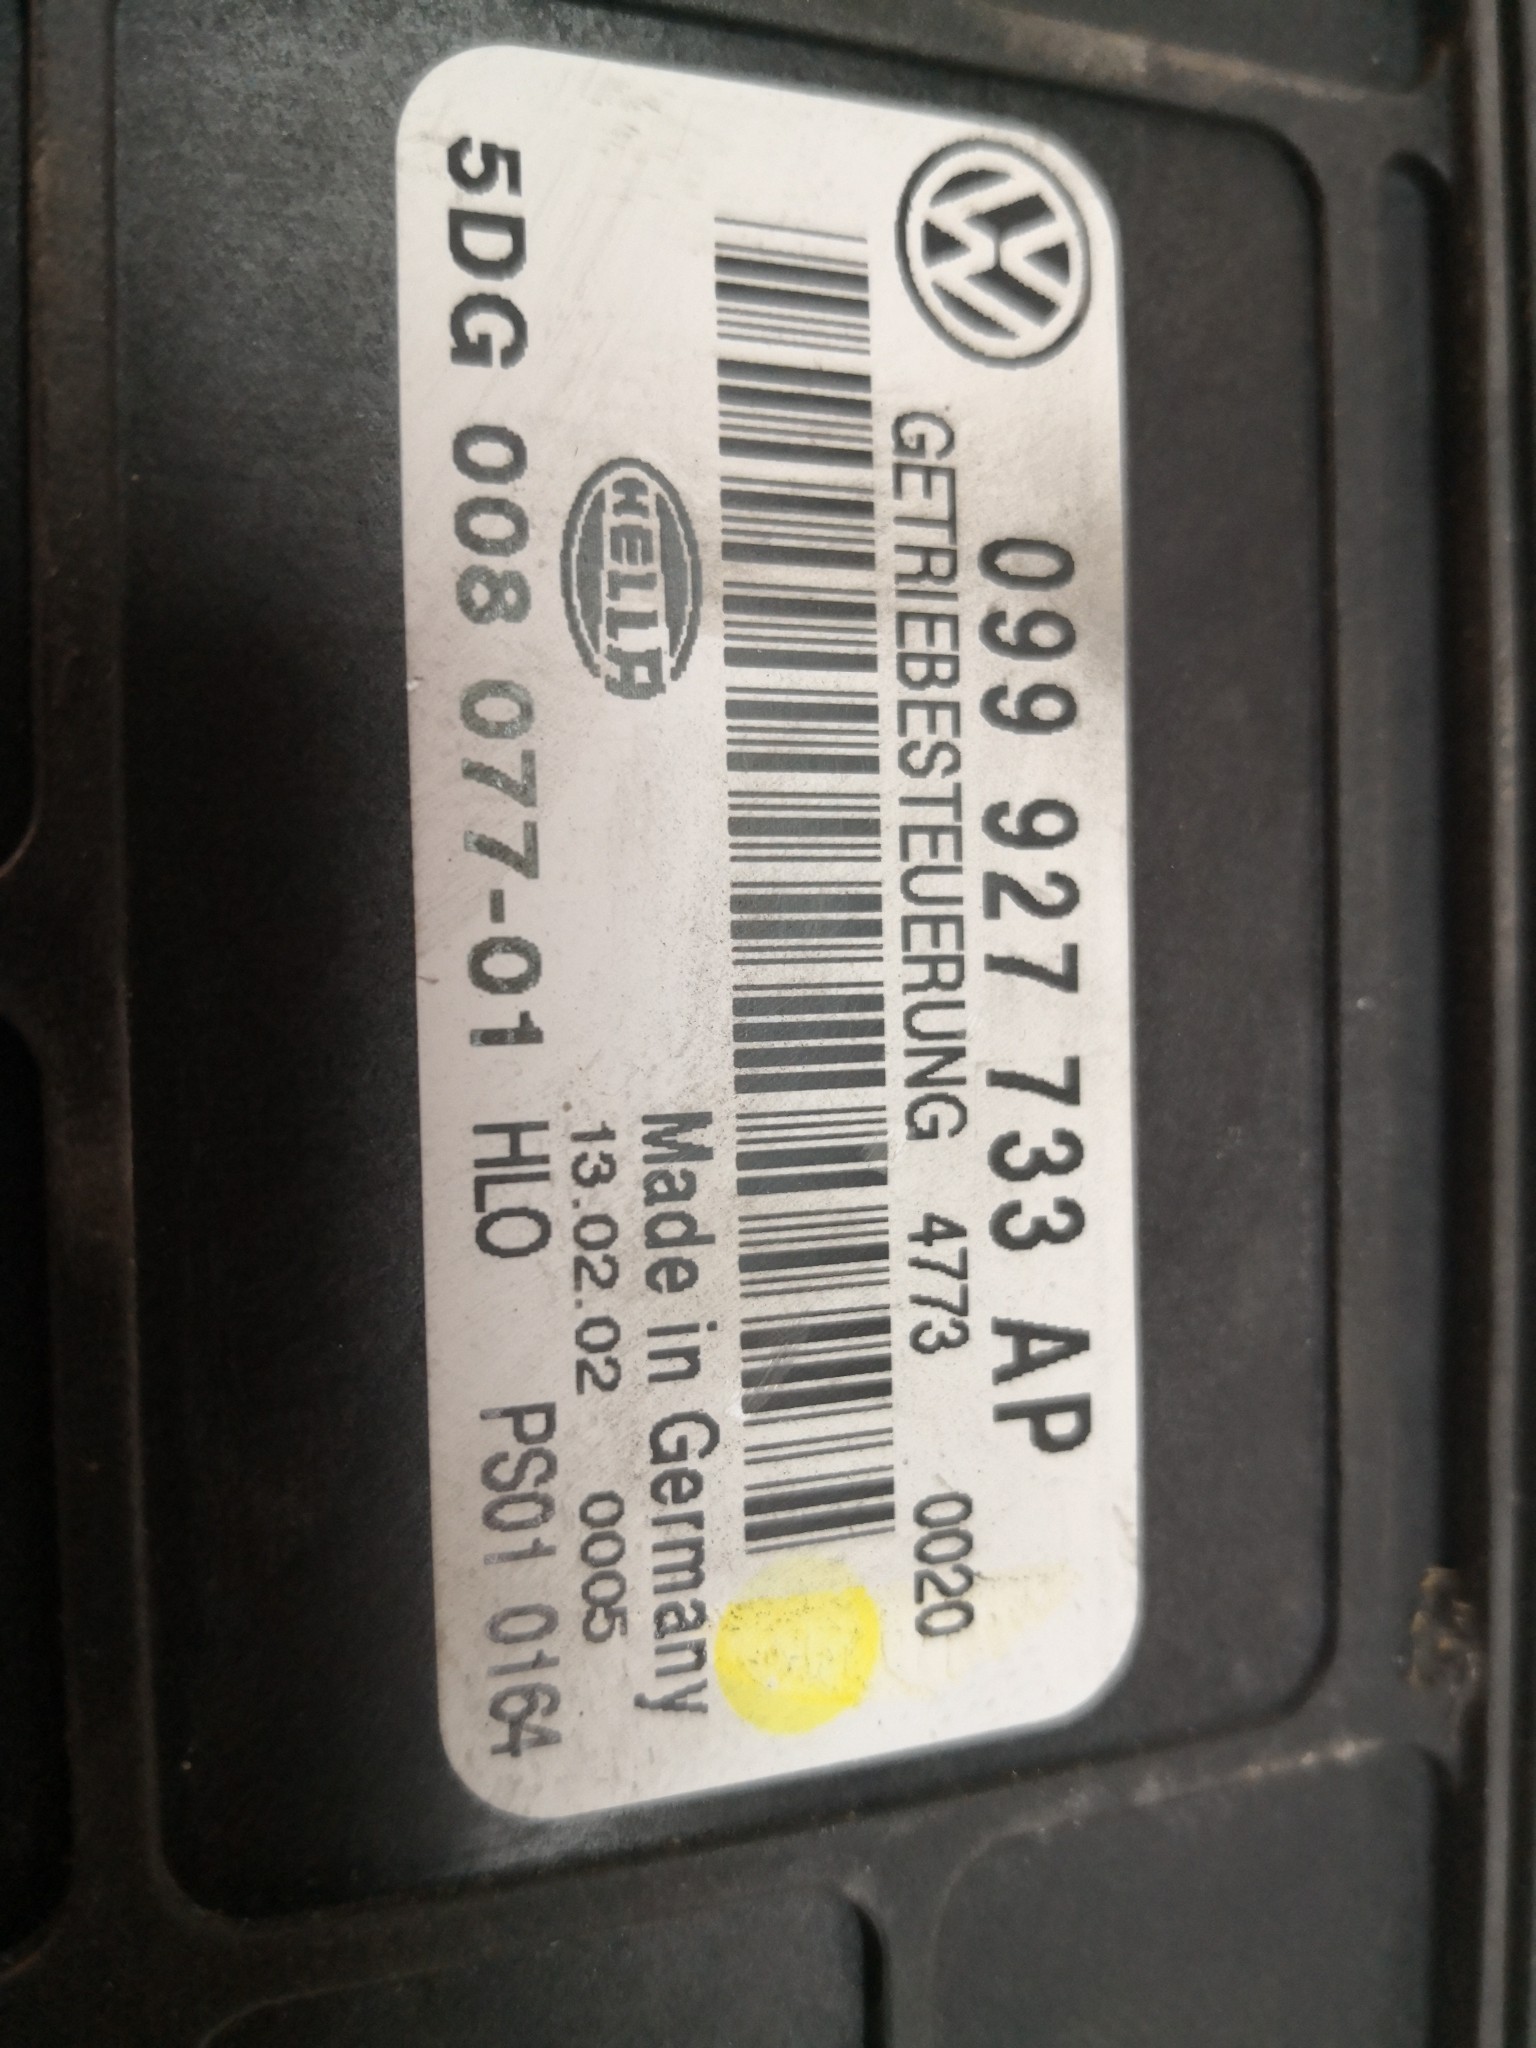 099 927 733 AP
GETRIEBESTEUERUNG 4773 0020
HELLA
Made in Germany
13.02.02 0005
5DG 008 077-01 HLO PS01 0164